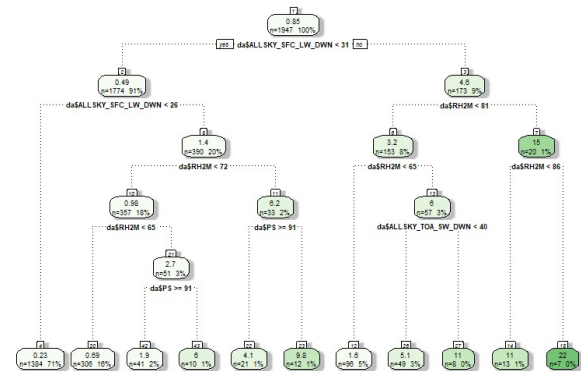 1
0.85
n=1947 100%
yes da$ALLSKY_SFC_LW_DWN < 31 no
2
0.49
n=1774 91%
3
4.6
n=173 9%
da$ALLSKY_SFC_LW_DWN < 26
da$RH2M < 81
5
1.4
n=390 20%
6
3.2
n=153 8%
7
15
n=20 1%
da$RH2M < 72
da$RH2M < 65
da$RH2M < 86
10
0.98
n=357 18%
11
6.2
n=33 2%
13
6
n=57 3%
da$RH2M < 65
da$PS >= 91
da$ALLSKY_TOA_SW_DWN < 40
21
2.7
n=51 3%
da$PS >= 91
4
0.23
n=1384 71%
20
0.69
n=306 16%
42
1.9
n=41 2%
43
6
n=10 1%
22
4.1
n=21 1%
23
9.8
n=12 1%
12
1.6
n=96 5%
26
5.1
n=49 3%
27
11
n=8 0%
14
11
n=13 1%
22
n=7 0%